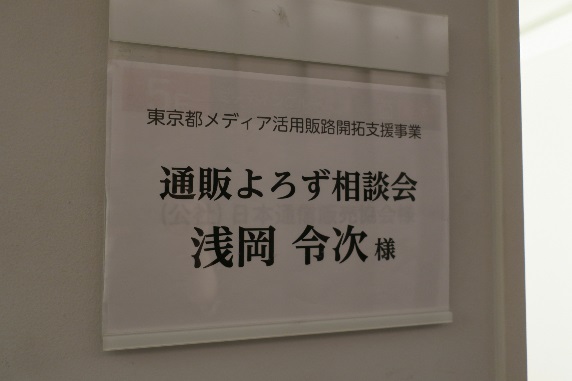 東京都メディア活用販路開拓支援事業
通販よろず相談会
浅岡 令次様